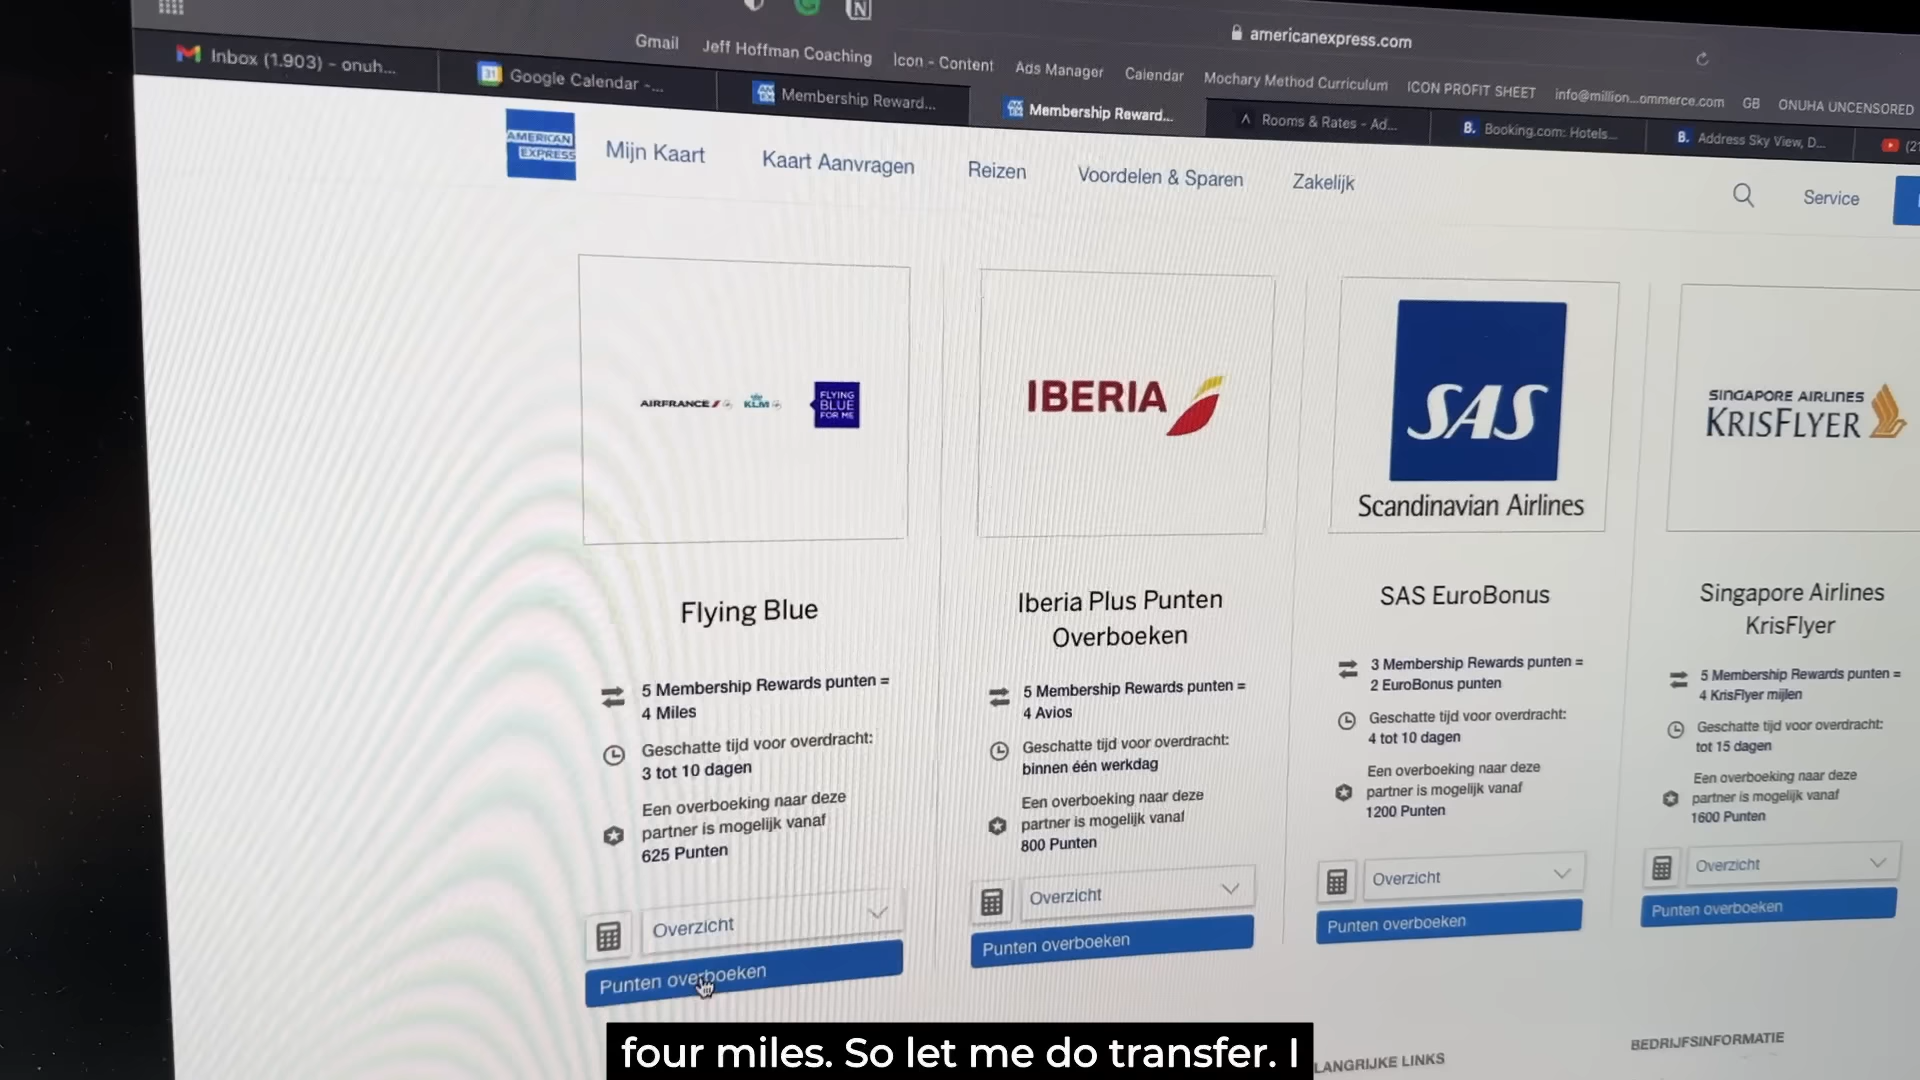 americanexpress.com
Gmail Jeff Hoffman Coaching Icon - Content Ads Manager Calendar Mochary Method Curriculum ICON PROFIT SHEET info@million...ommerce.com GB ONUHA UNCENSORED
Inbox (1.903) - onuh... Google Calendar -... Membership Reward... Membership Reward... Rooms & Rates - Ad... Booking.com: Hotels... Address Sky View, D...
AMERICAN
EXPRESS
Mijn Kaart Kaart Aanvragen Reizen Voordelen & Sparen Zakelijk Service
AIRFRANCE KLM
FLYING
BLUE
FOR ME
IBERIA
SAS
Scandinavian Airlines
SINGAPORE AIRLINES
KRISFLYER
Flying Blue
5 Membership Rewards punten =
4 Miles
Geschatte tijd voor overdracht:
3 tot 10 dagen
Een overboeking naar deze
partner is mogelijk vanaf
625 Punten
Overzicht
Punten overboeken
Iberia Plus Punten
Overboeken
5 Membership Rewards punten =
4 Avios
Geschatte tijd voor overdracht:
binnen één werkdag
Een overboeking naar deze
partner is mogelijk vanaf
800 Punten
Overzicht
Punten overboeken
SAS EuroBonus
3 Membership Rewards punten =
2 EuroBonus punten
Geschatte tijd voor overdracht:
4 tot 10 dagen
Een overboeking naar deze
partner is mogelijk vanaf
1200 Punten
Overzicht
Punten overboeken
Singapore Airlines
KrisFlyer
5 Membership Rewards punten =
4 KrisFlyer mijlen
Geschatte tijd voor overdracht:
tot 15 dagen
Een overboeking naar deze
partner is mogelijk vanaf
1600 Punten
Overzicht
Punten overboeken
LANGRIJKE LINKS
BEDRIJFSINFORMATIE
four miles. So let me do transfer. I